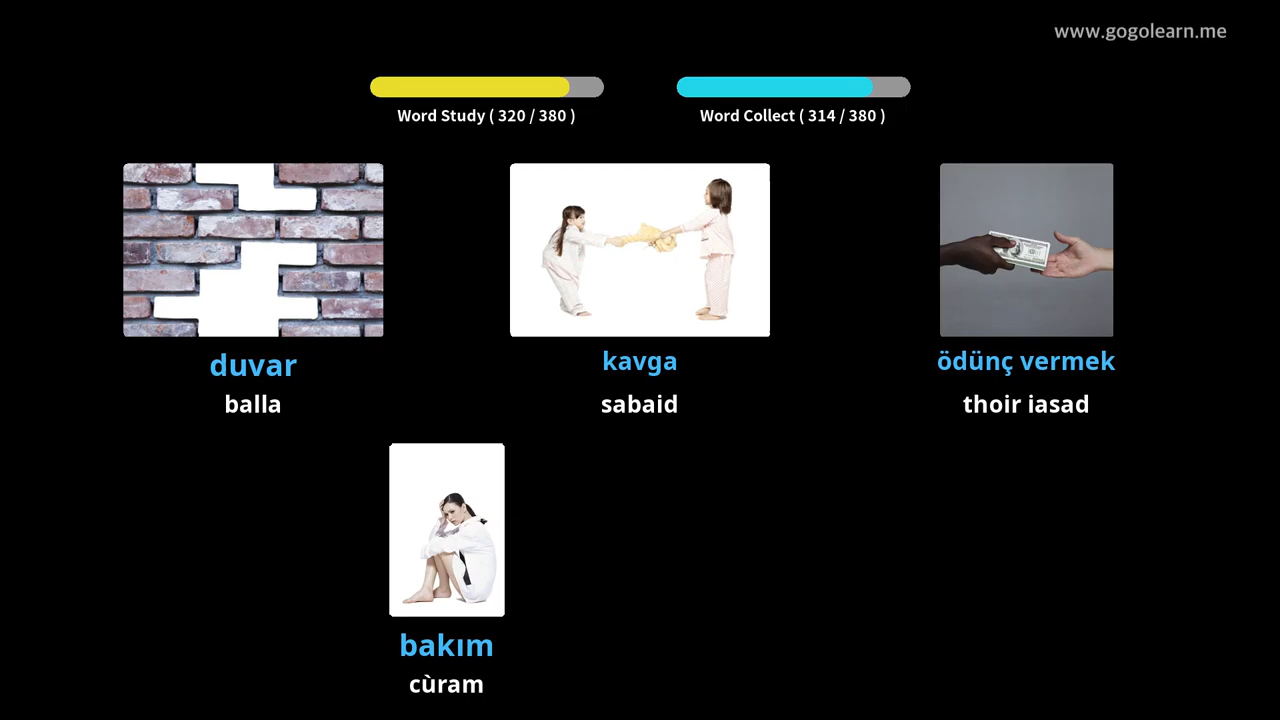 www.gogolearn.me
Word Study ( 320 / 380 )
Word Collect ( 314 / 380 )
duvar
balla
kavga
sabaid
ödünç vermek
thoir iasad
bakım
cùram